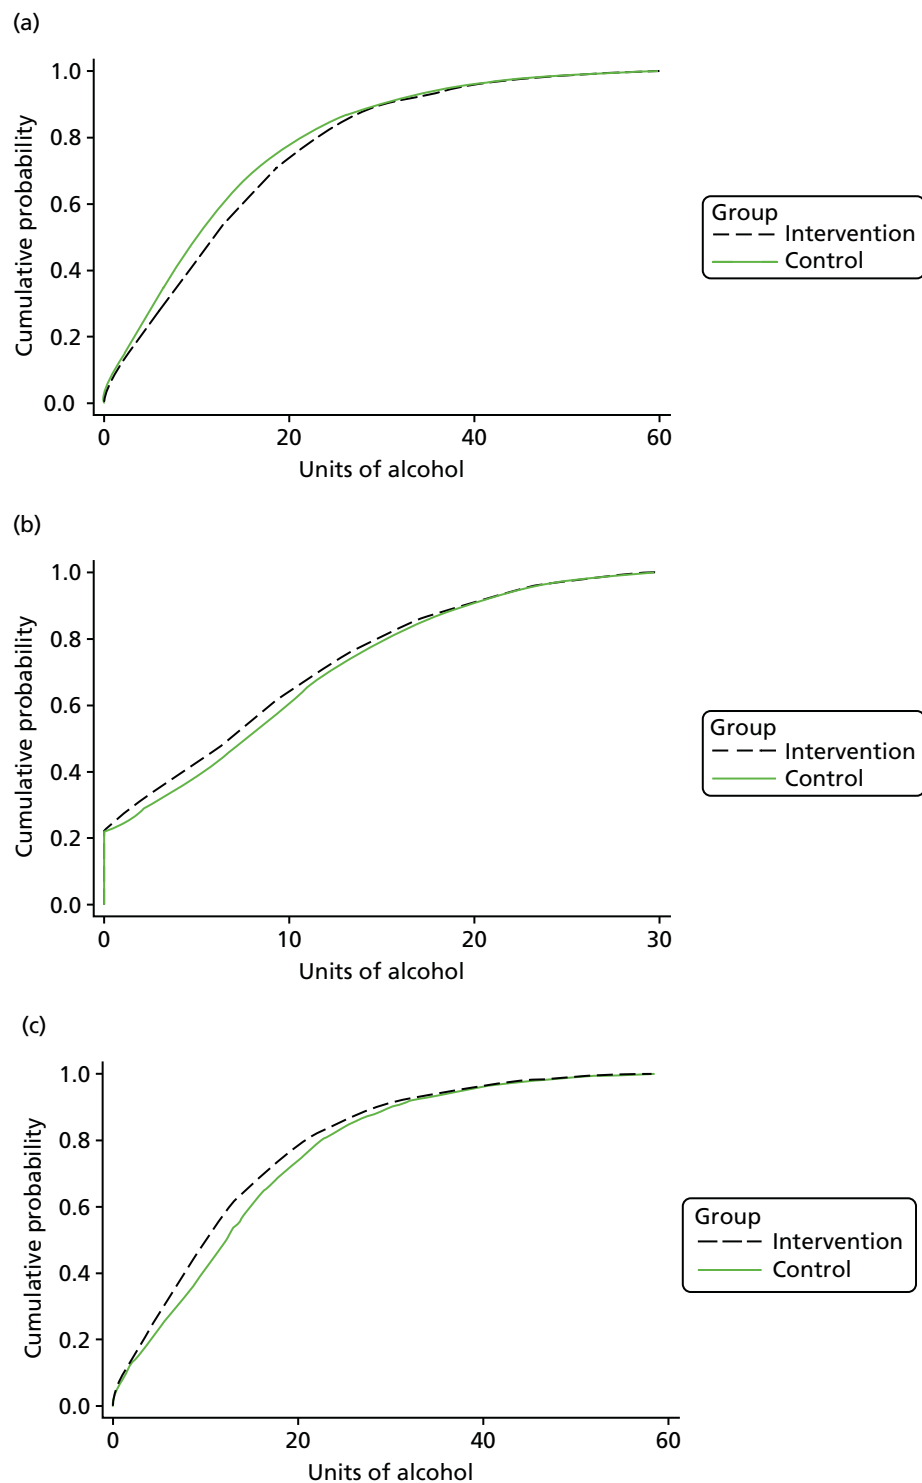 (a)
1.0
0.8
0.6
0.4
0.2
0.0
Cumulative probability
0 20 40 60
Units of alcohol
Group
Intervention
Control
(b)
1.0
0.8
0.6
0.4
0.2
0.0
Cumulative probability
0 10 20 30
Units of alcohol
Group
Intervention
Control
(c)
1.0
0.8
0.6
0.4
0.2
0.0
Cumulative probability
0 20 40 60
Units of alcohol
Group
Intervention
Control